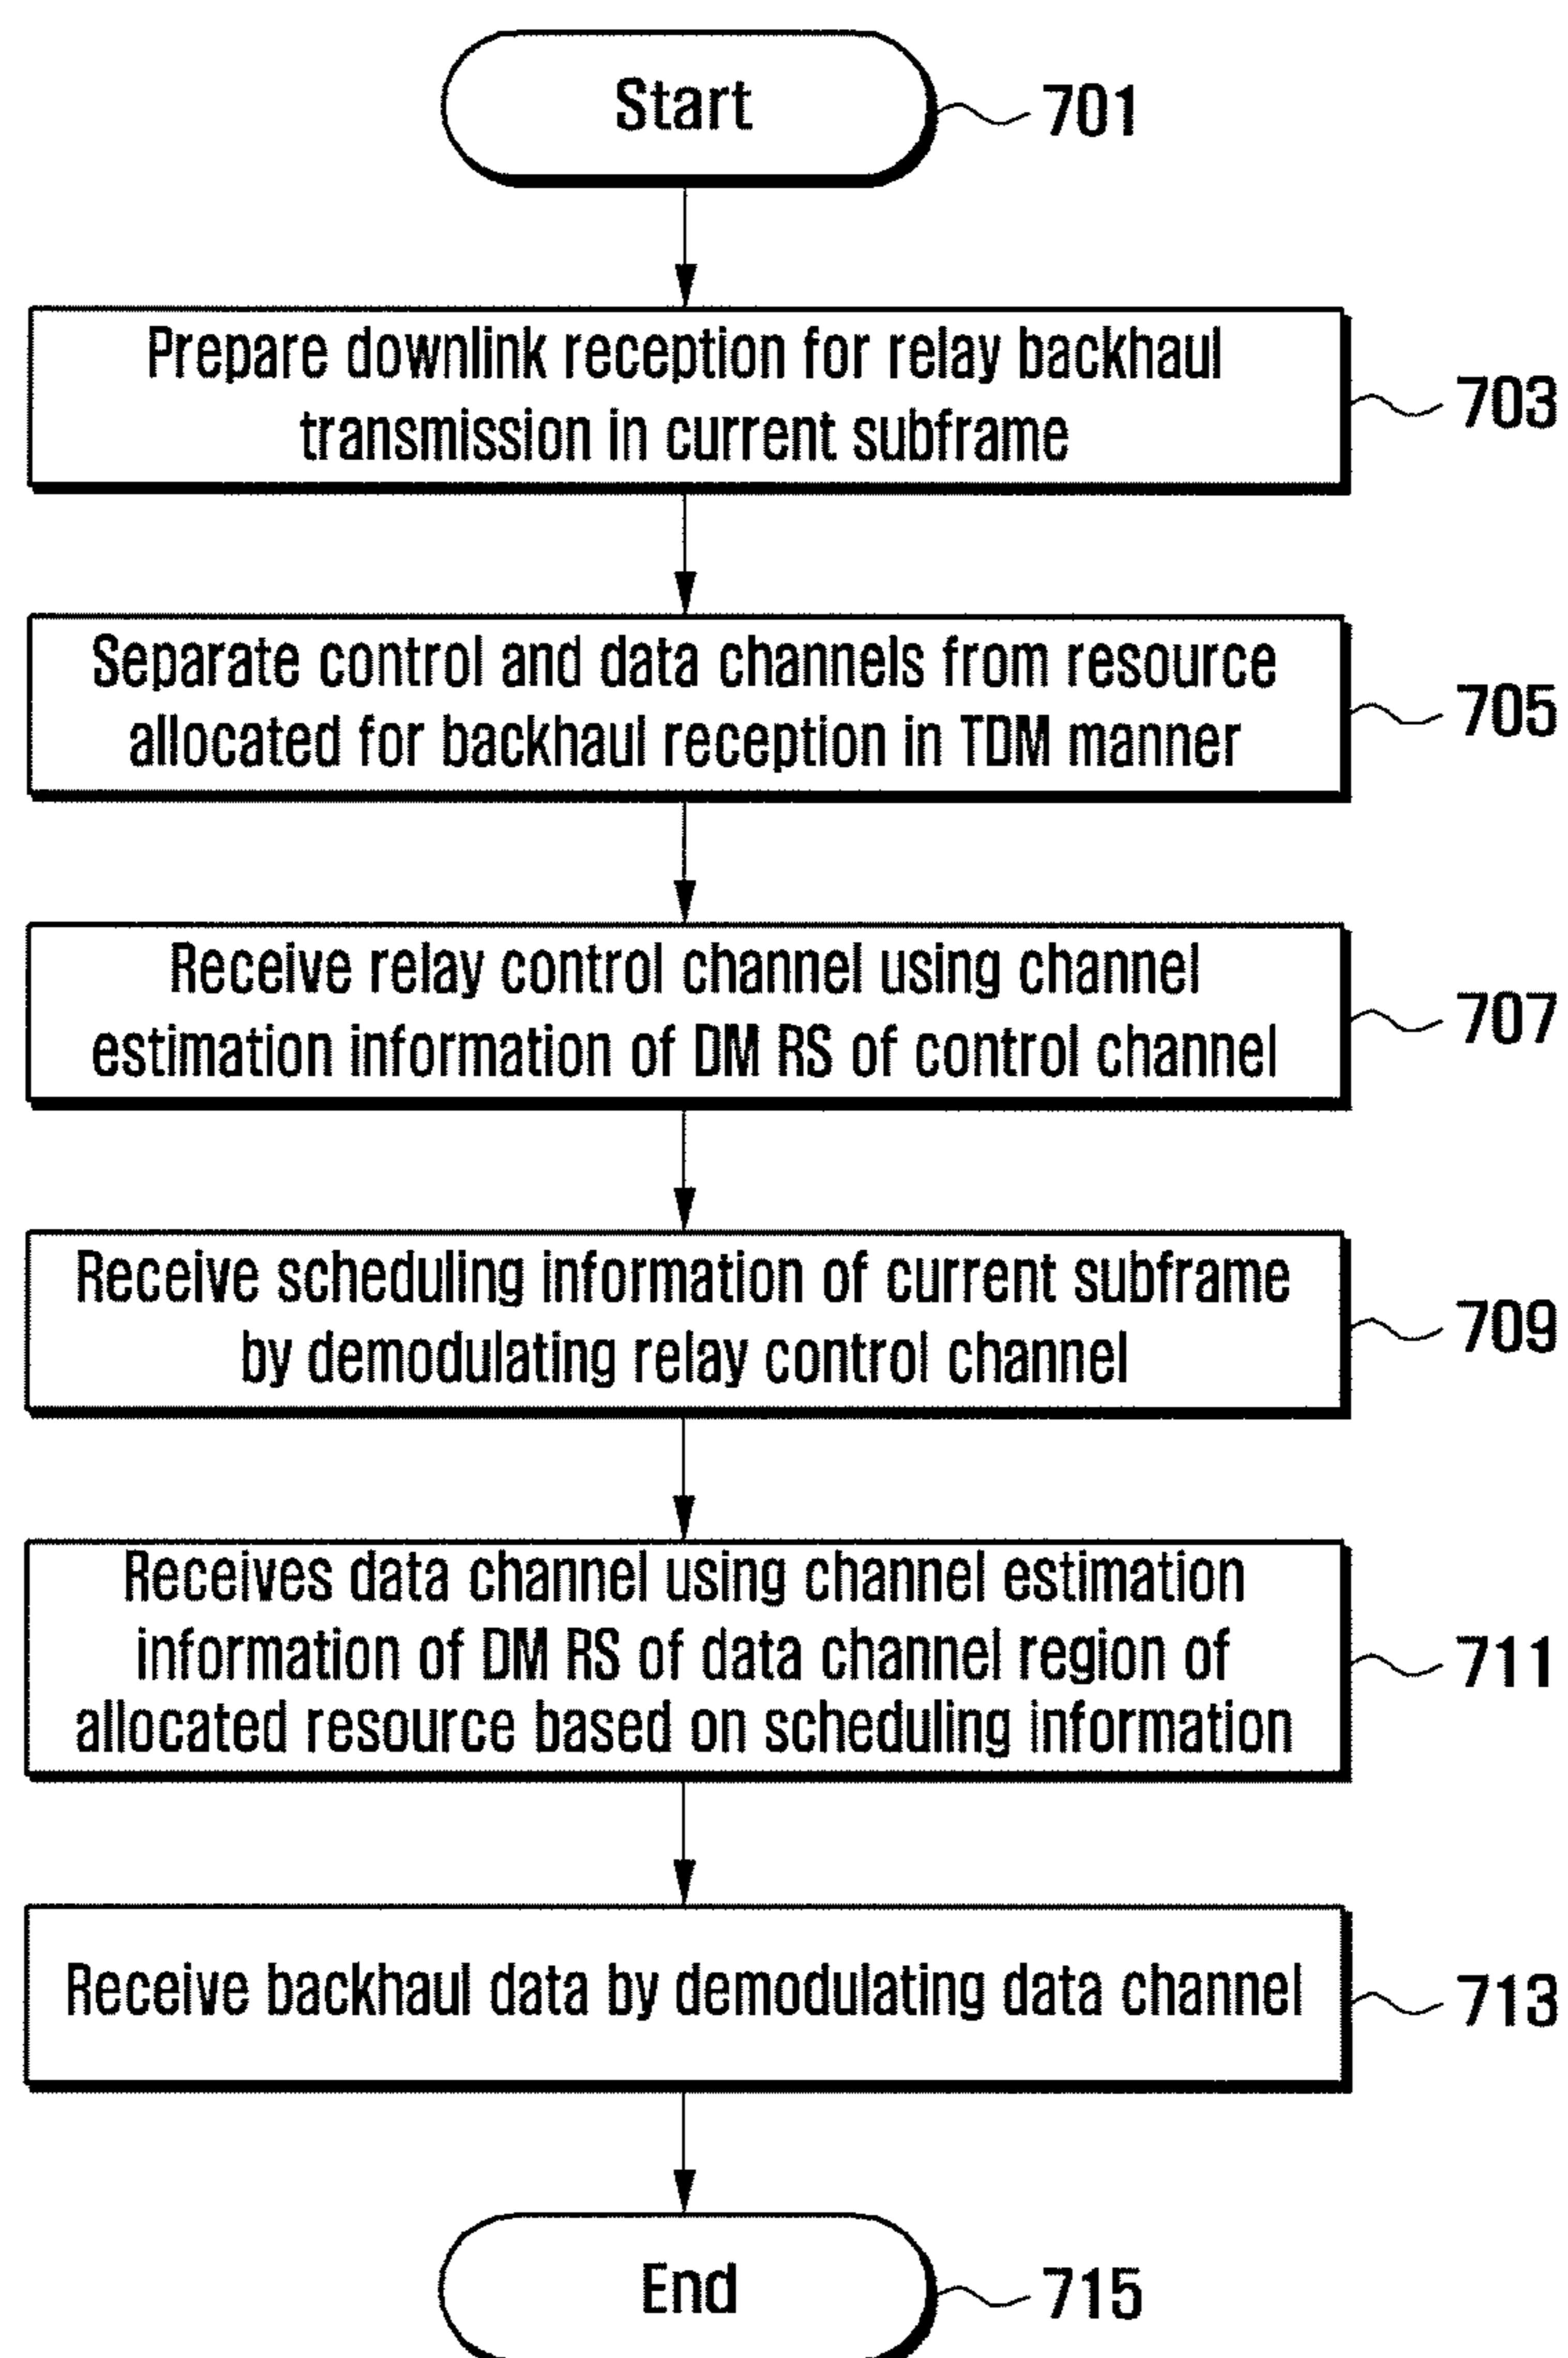 Start
701
Prepare downlink reception for relay backhaul
transmission in current subframe
703
Separate control and data channels from resource
allocated for backhaul reception in TDM manner
705
Receive relay control channel using channel
estimation information of DM RS of control channel
707
Receive scheduling information of current subframe
by demodulating relay control channel
709
Receives data channel using channel estimation
information of DM RS of data channel region of
allocated resource based on scheduling information
711
Receive backhaul data by demodulating data channel
713
End
715